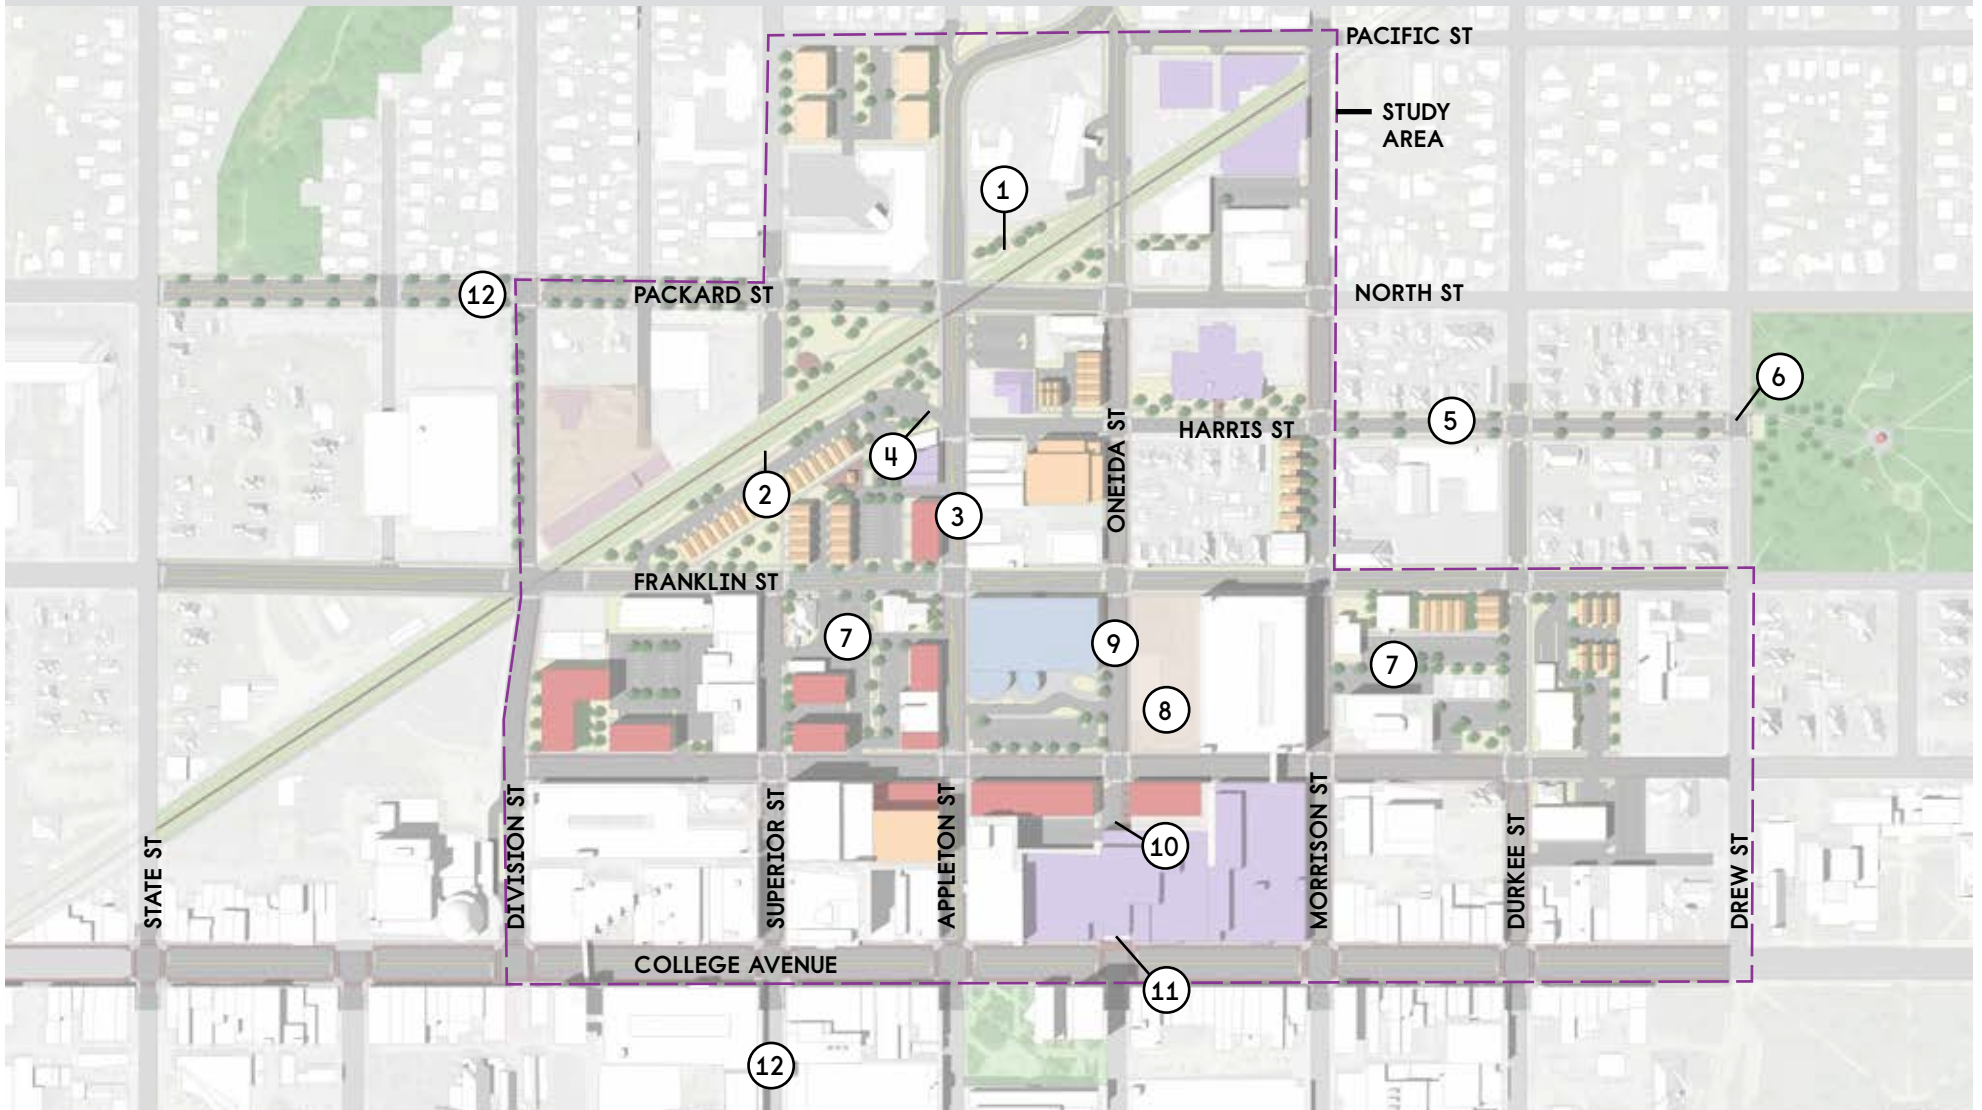 PACIFIC ST
STUDY
AREA
1
12
PACKARD ST
NORTH ST
6
5
HARRIS ST
4
2
3
ONEIDA ST
FRANKLIN ST
7
9
7
8
10
STATE ST
DIVISION ST
SUPERIOR ST
APPLETON ST
MORRISON ST
DURKEE ST
DREW ST
COLLEGE AVENUE
11
12